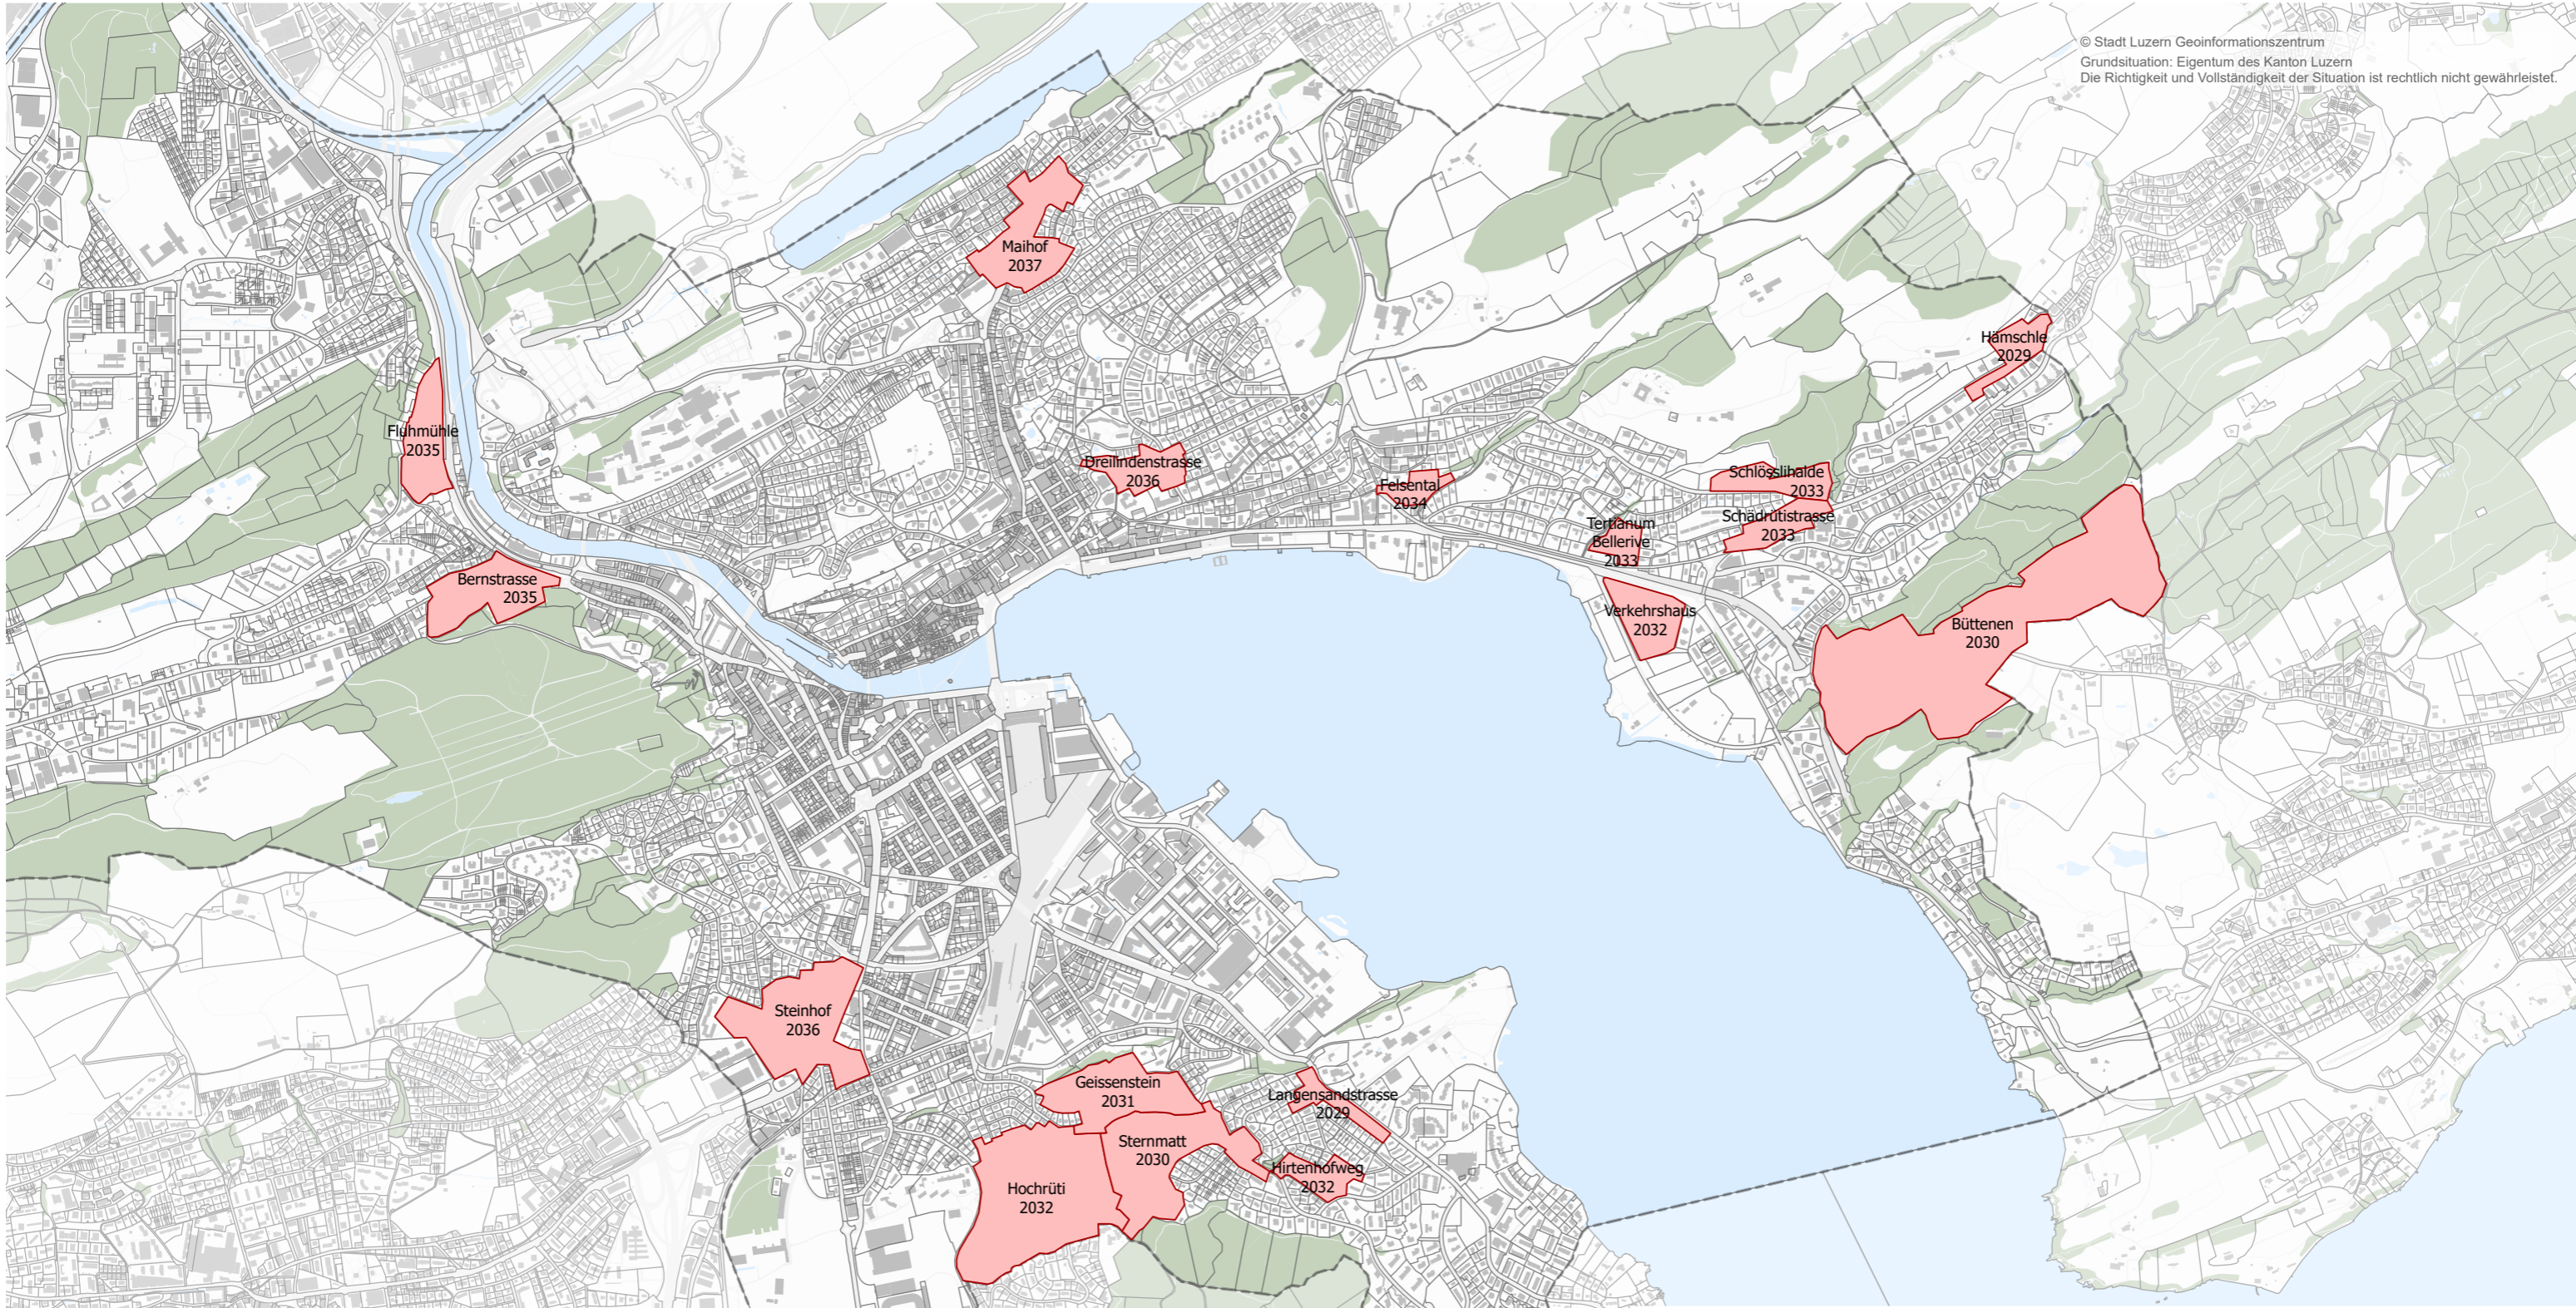 © Stadt Luzern Geoinformationszentrum
Grundsituation: Eigentum des Kanton Luzern
Die Richtigkeit und Vollständigkeit der Situation ist rechtlich nicht gewährleistet.
Maihof
2037
Hämschle
2029
Fluhmühle
2035
Dreilindenstrasse
2036
Felsental
2034
Schlösslihalde
2033
Schädrütistrasse
2033
Tertianum
Bellerive
2033
Bernstrasse
2035
Verkehrshaus
2032
Büttenen
2030
Steinhof
2036
Geissenstein
2031
Langensandstrasse
2029
Sternmatt
2030
Hirtenhofweg
2032
Hochrüti
2032